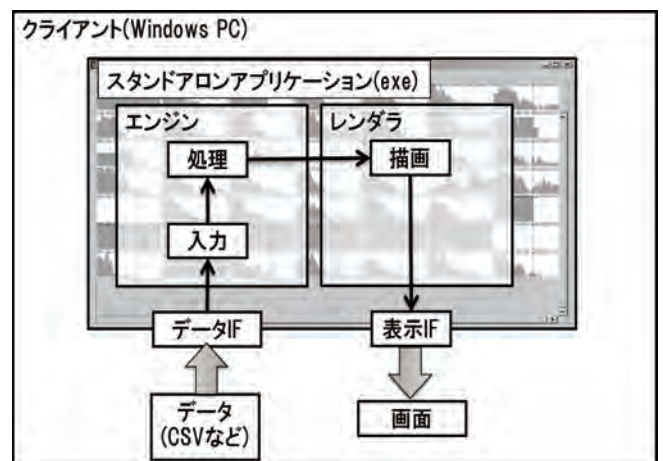 クライアント(Windows PC)
スタンドアロンアプリケーション(exe)
エンジン
レンダラ
処理
描画
入力
データIF
表示IF
データ
(CSVなど)
画面